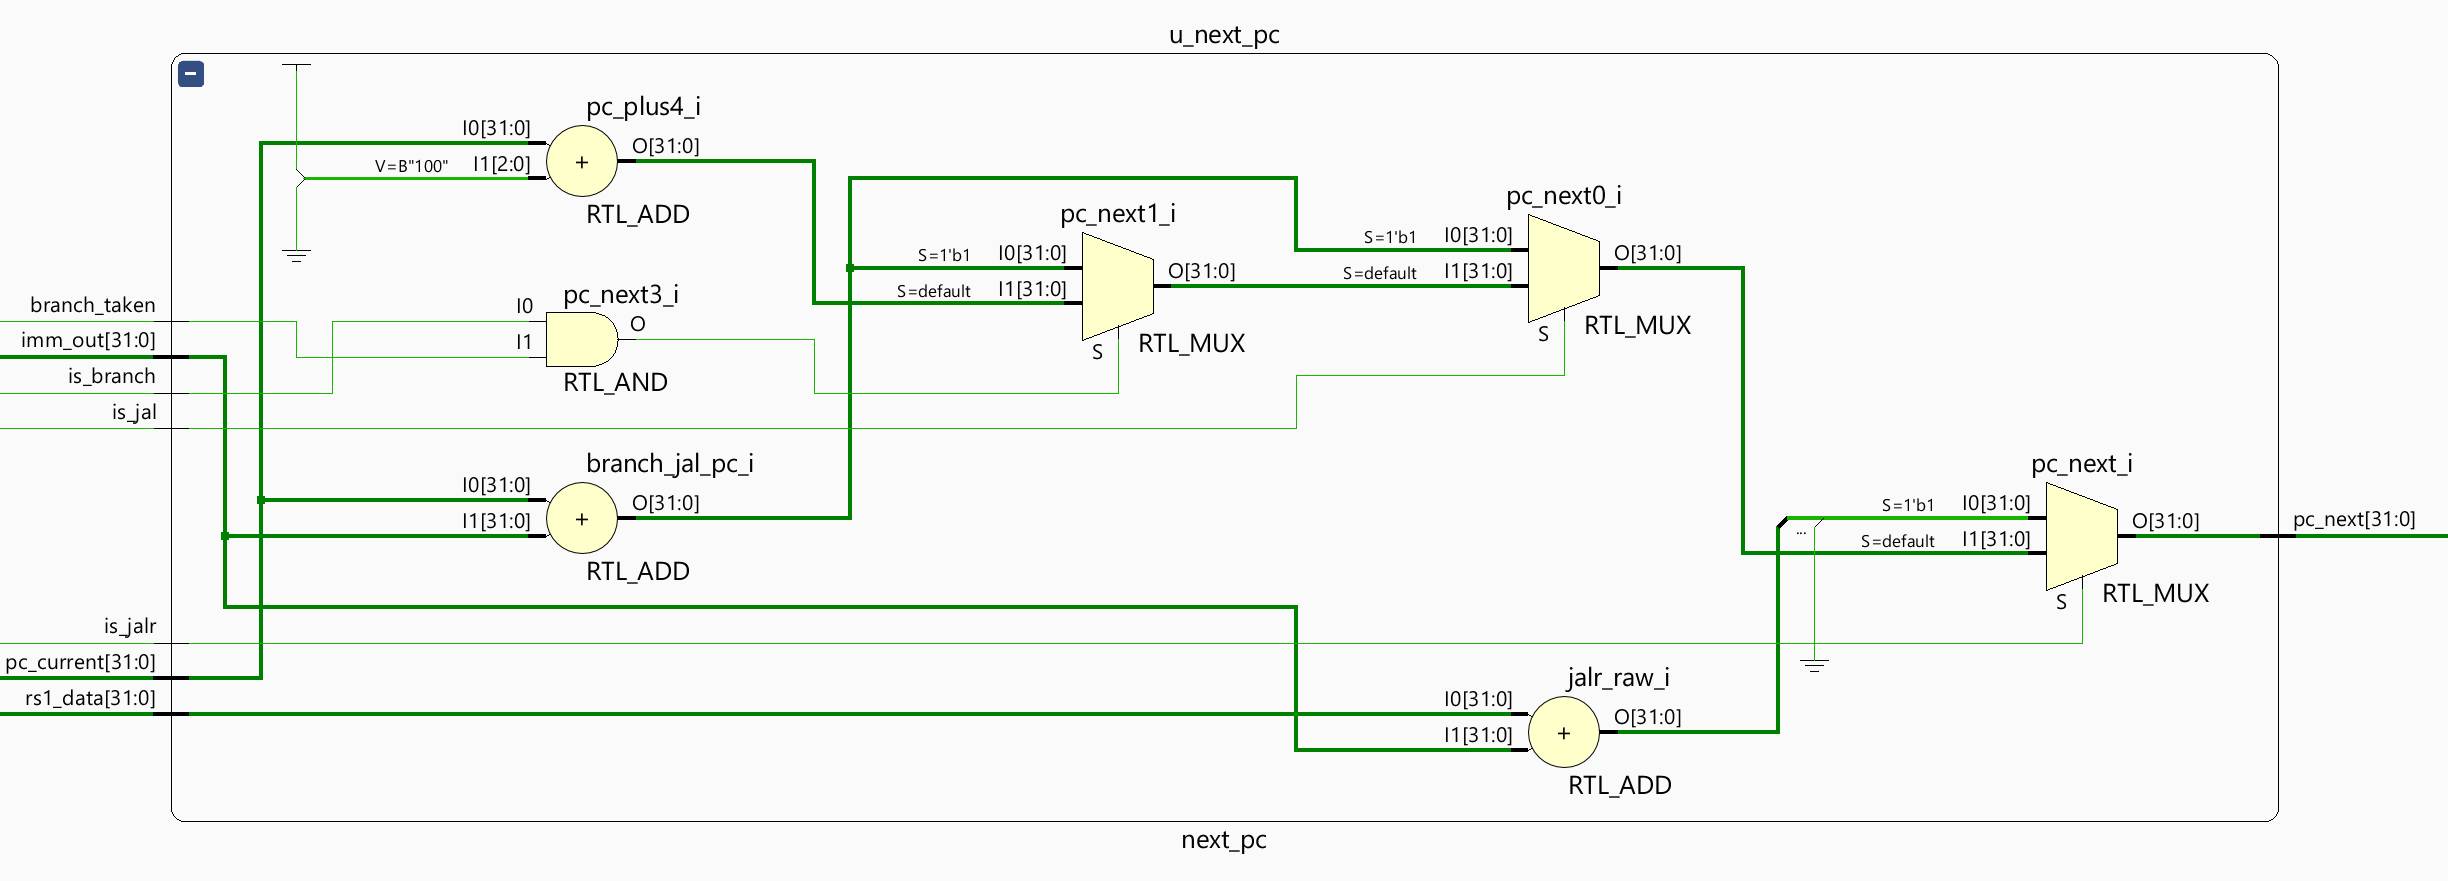 u_next_pc
pc_plus4_i
I0[31:0]
O[31:0]
V=B"100" I1[2:0]
+
RTL_ADD
pc_next1_i
S=1'b1 I0[31:0]
O[31:0]
S=default I1[31:0]
S
RTL_MUX
pc_next0_i
S=1'b1 I0[31:0]
O[31:0]
S=default I1[31:0]
S
RTL_MUX
branch_taken
imm_out[31:0]
is_branch
is_jal
pc_next3_i
I0
O
I1
RTL_AND
branch_jal_pc_i
I0[31:0]
O[31:0]
I1[31:0]
+
RTL_ADD
pc_next_i
S=1'b1 I0[31:0]
O[31:0]
...
S=default I1[31:0]
S
RTL_MUX
pc_next[31:0]
is_jalr
pc_current[31:0]
rs1_data[31:0]
jalr_raw_i
I0[31:0]
O[31:0]
I1[31:0]
+
RTL_ADD
next_pc